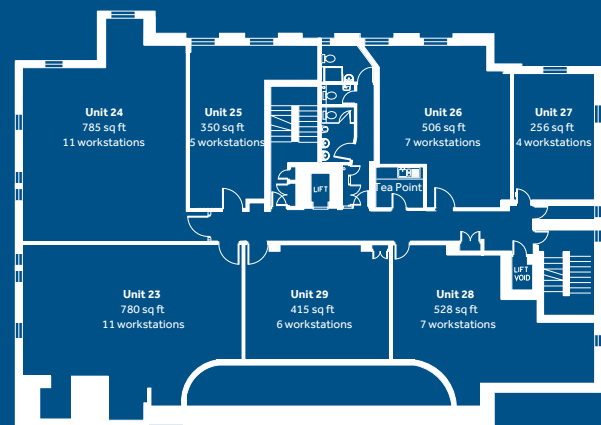 Unit 24
785 sq ft
11 workstations
Unit 25
350 sq ft
5 workstations
Unit 26
506 sq ft
7 workstations
Unit 27
256 sq ft
4 workstations
LIFT
Tea Point
LIFT
VOID
Unit 23
780 sq ft
11 workstations
Unit 29
415 sq ft
6 workstations
Unit 28
528 sq ft
7 workstations